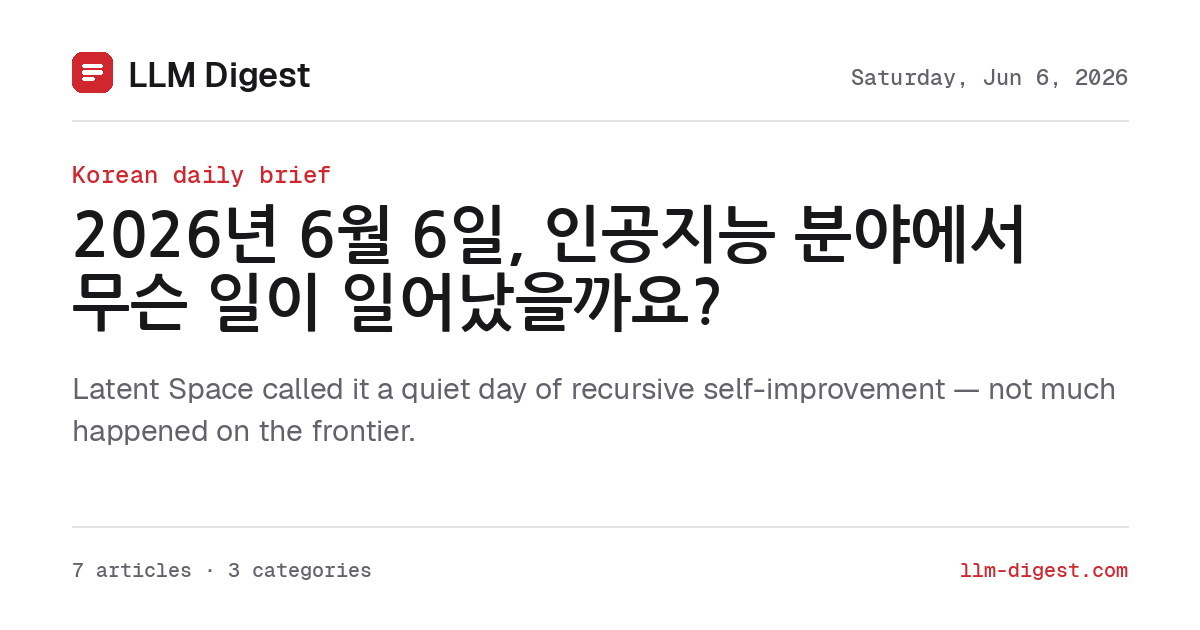 LLM Digest
Saturday, Jun 6, 2026
Korean daily brief
2026년 6월 6일, 인공지능 분야에서
무슨 일이 일어났을까요?
Latent Space called it a quiet day of recursive self-improvement — not much
happened on the frontier.
7 articles · 3 categories
llm-digest.com